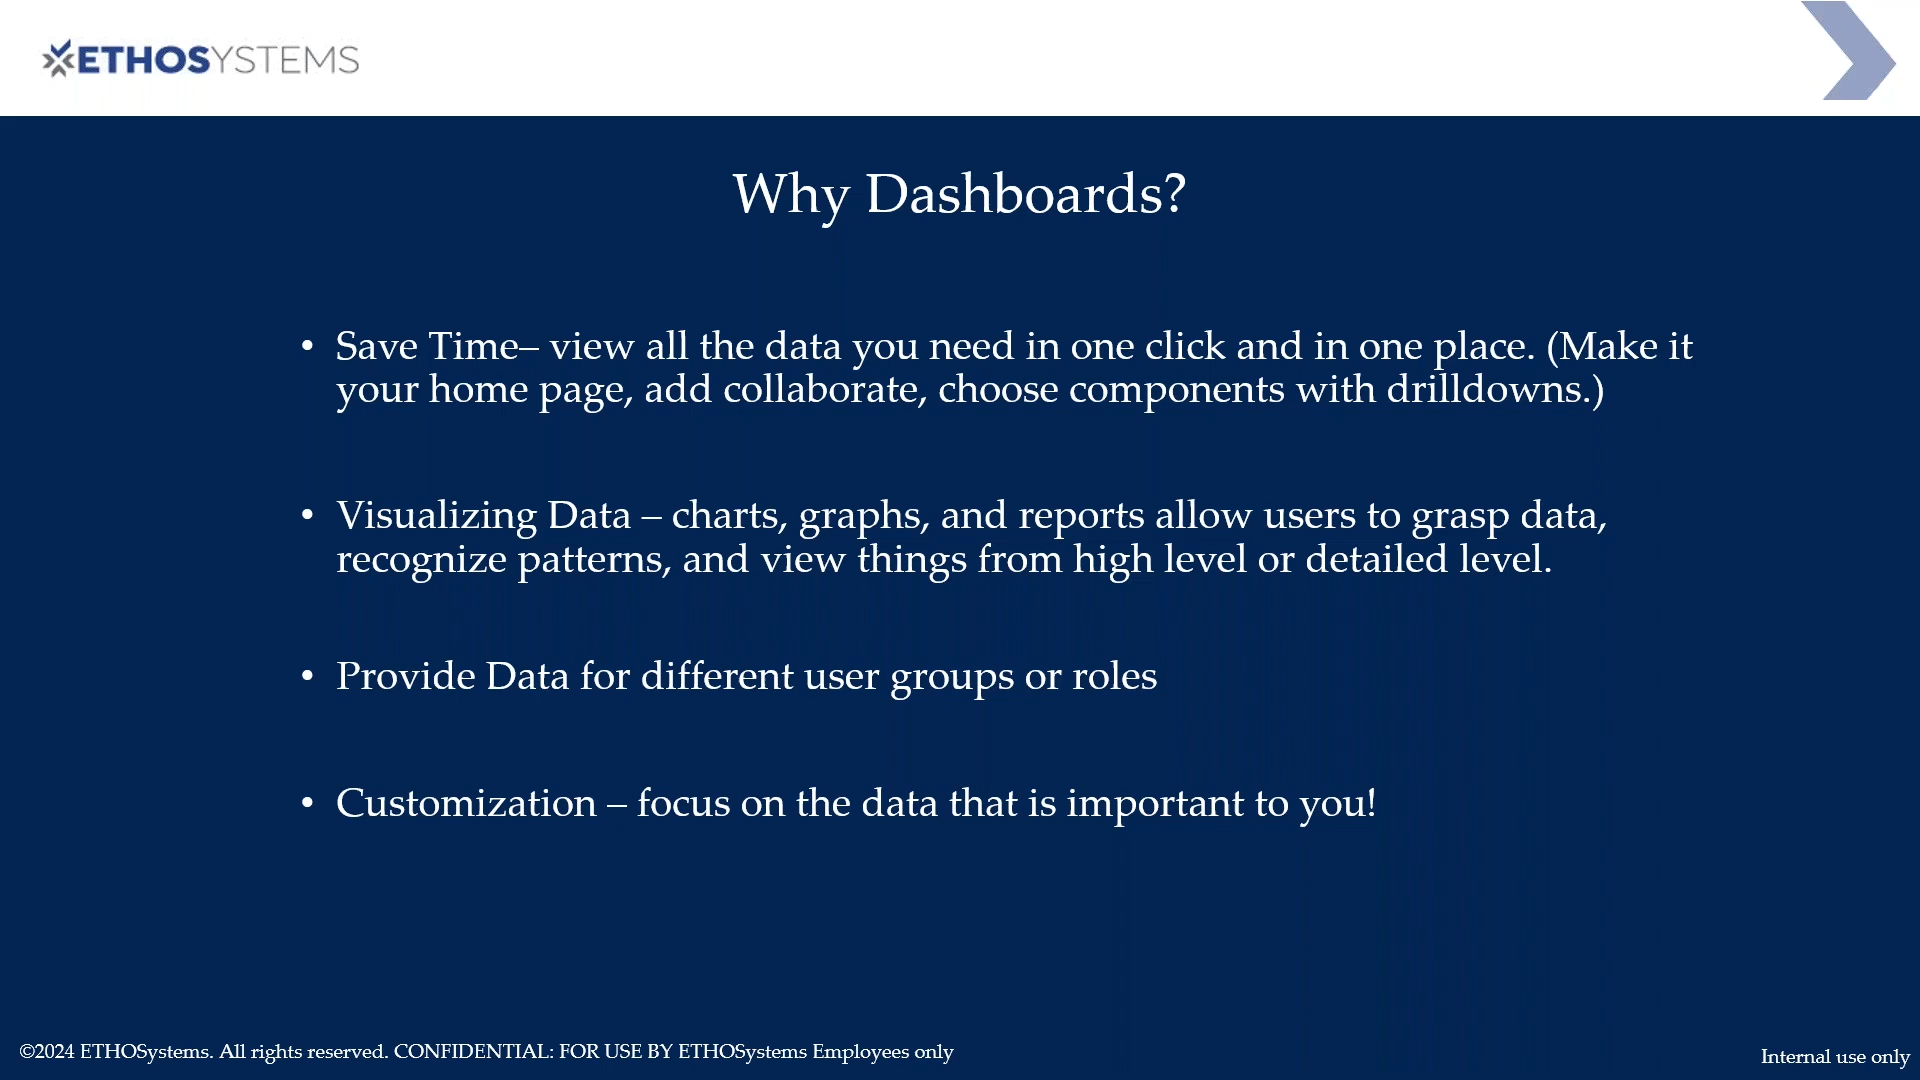 ETHOSYSTEMS
Why Dashboards?
• Save Time– view all the data you need in one click and in one place. (Make it
your home page, add collaborate, choose components with drilldowns.)
• Visualizing Data – charts, graphs, and reports allow users to grasp data,
recognize patterns, and view things from high level or detailed level.
• Provide Data for different user groups or roles
• Customization – focus on the data that is important to you!
©2024 ETHOSystems. All rights reserved. CONFIDENTIAL: FOR USE BY ETHOSystems Employees only
Internal use only